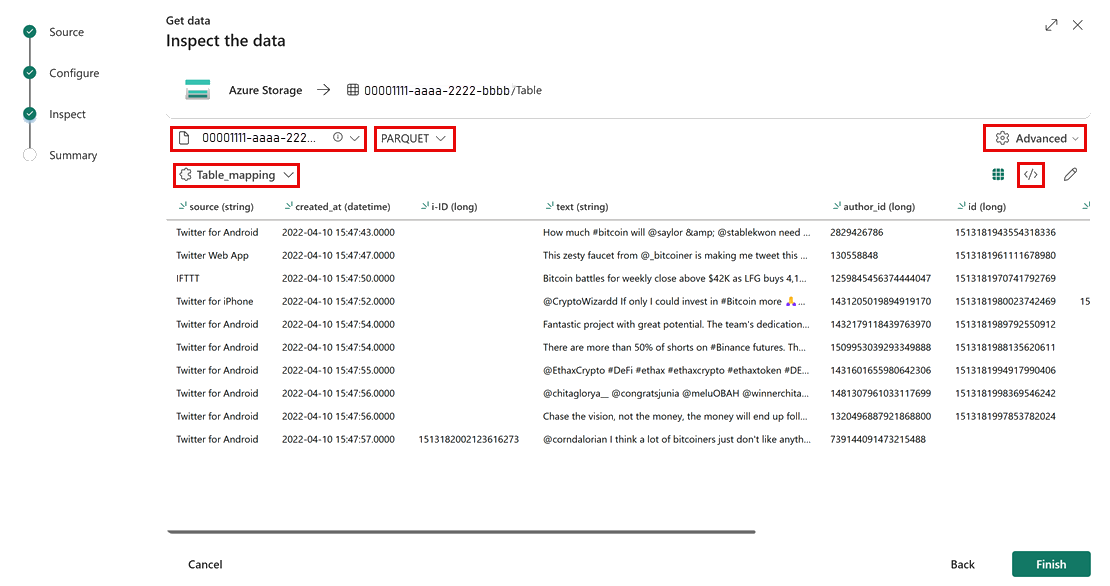 Source
Configure
Inspect
Summary
Get data
Inspect the data
Azure Storage → 00001111-aaaa-2222-bbbb/Table
00001111-aaaa-222... PARQUET Advanced
Table_mapping </>
source (string) created_at (datetime) i-ID (long) text (string) author_id (long) id (long)
Twitter for Android 2022-04-10 15:47:43.0000 How much #bitcoin will @saylor &amp; @stablekwon need ... 2829426786 1513181943554318336
Twitter Web App 2022-04-10 15:47:47.0000 This zesty faucet from @_bitcoiner is making me tweet this ... 130558848 1513181961111678980
IFTTT 2022-04-10 15:47:50.0000 Bitcoin battles for weekly close above $42K as LFG buys 4,1... 1259845456374444047 1513181970741792769
Twitter for iPhone 2022-04-10 15:47:52.0000 @CryptoWizardd If only I could invest in #Bitcoin more 🙏... 1431205019894919170 1513181980023742469 15
Twitter for Android 2022-04-10 15:47:54.0000 Fantastic project with great potential. The team's dedication... 1432179118439763970 1513181989792550912
Twitter for Android 2022-04-10 15:47:54.0000 There are more than 50% of shorts on #Binance futures. Th... 1509953039293349888 1513181988135620611
Twitter for Android 2022-04-10 15:47:55.0000 @EthaxCrypto #DeFi #ethax #ethaxcrypto #ethaxtoken #DE... 1431601655980642306 1513181994917990406
Twitter for Android 2022-04-10 15:47:56.0000 @chitaglorya__ @congratsjunia @meluOBAH @winnerchita... 1481307961033117699 1513181998369546242
Twitter for Android 2022-04-10 15:47:56.0000 Chase the vision, not the money, the money will end up foll... 1320496887921868800 1513181997853782024
Twitter for Android 2022-04-10 15:47:57.0000 1513182002123616273 @corndalorian I think a lot of bitcoiners just don't like anyth... 739144091473215488
Cancel Back Finish